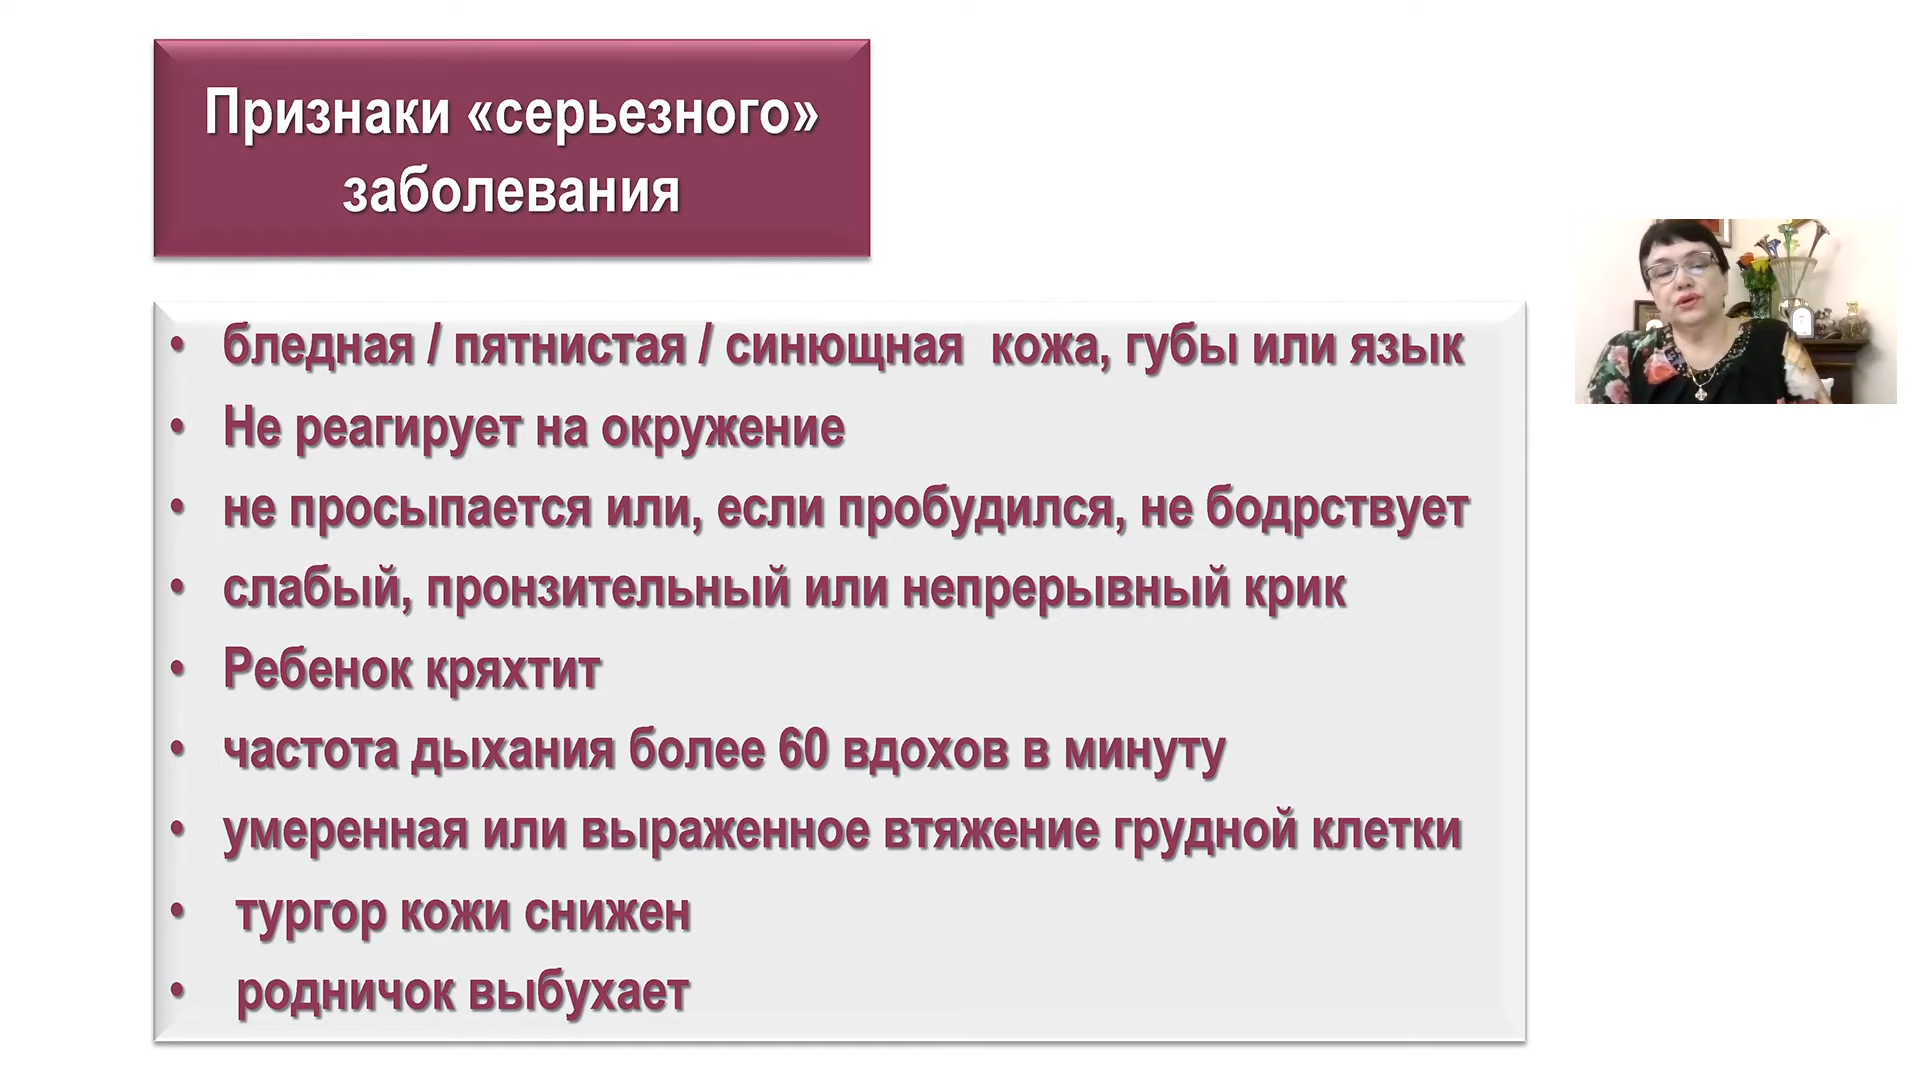 Признаки «серьезного»
заболевания
• бледная / пятнистая / синющная кожа, губы или язык
• Не реагирует на окружение
• не просыпается или, если пробудился, не бодрствует
• слабый, пронзительный или непрерывный крик
• Ребенок кряхтит
• частота дыхания более 60 вдохов в минуту
• умеренная или выраженное втяжение грудной клетки
• тургор кожи снижен
• родничок выбухает